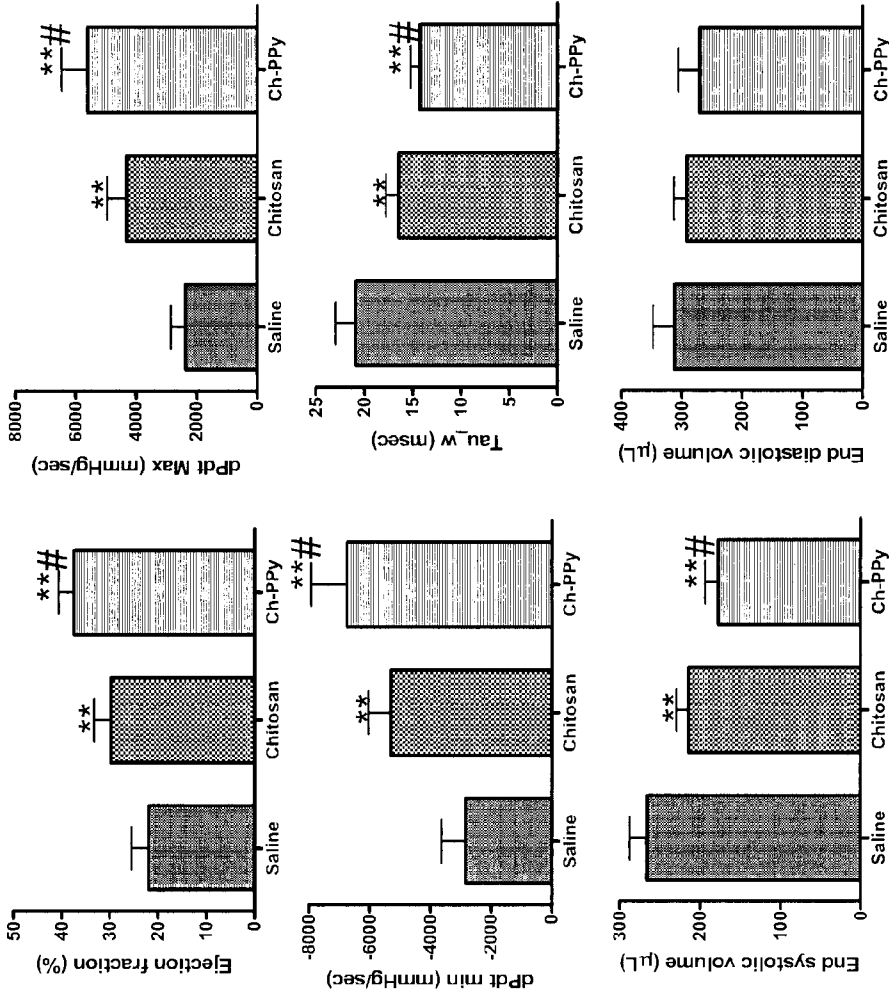 Ejection fraction (%)
50
40
30
20
10
0
**
**#
Saline
Chitosan
Ch-PPy
dPdt Max (mmHg/sec)
8000
6000
4000
2000
0
**
**#
Saline
Chitosan
Ch-PPy
dPdt min (mmHg/sec)
-8000
-6000
-4000
-2000
0
**
**#
Saline
Chitosan
Ch-PPy
Tau_w (msec)
25
20
15
10
5
0
**
**#
Saline
Chitosan
Ch-PPy
End systolic volume (µL)
300
200
100
0
**
**#
Saline
Chitosan
Ch-PPy
End diastolic volume (µL)
400
300
200
100
0
Saline
Chitosan
Ch-PPy